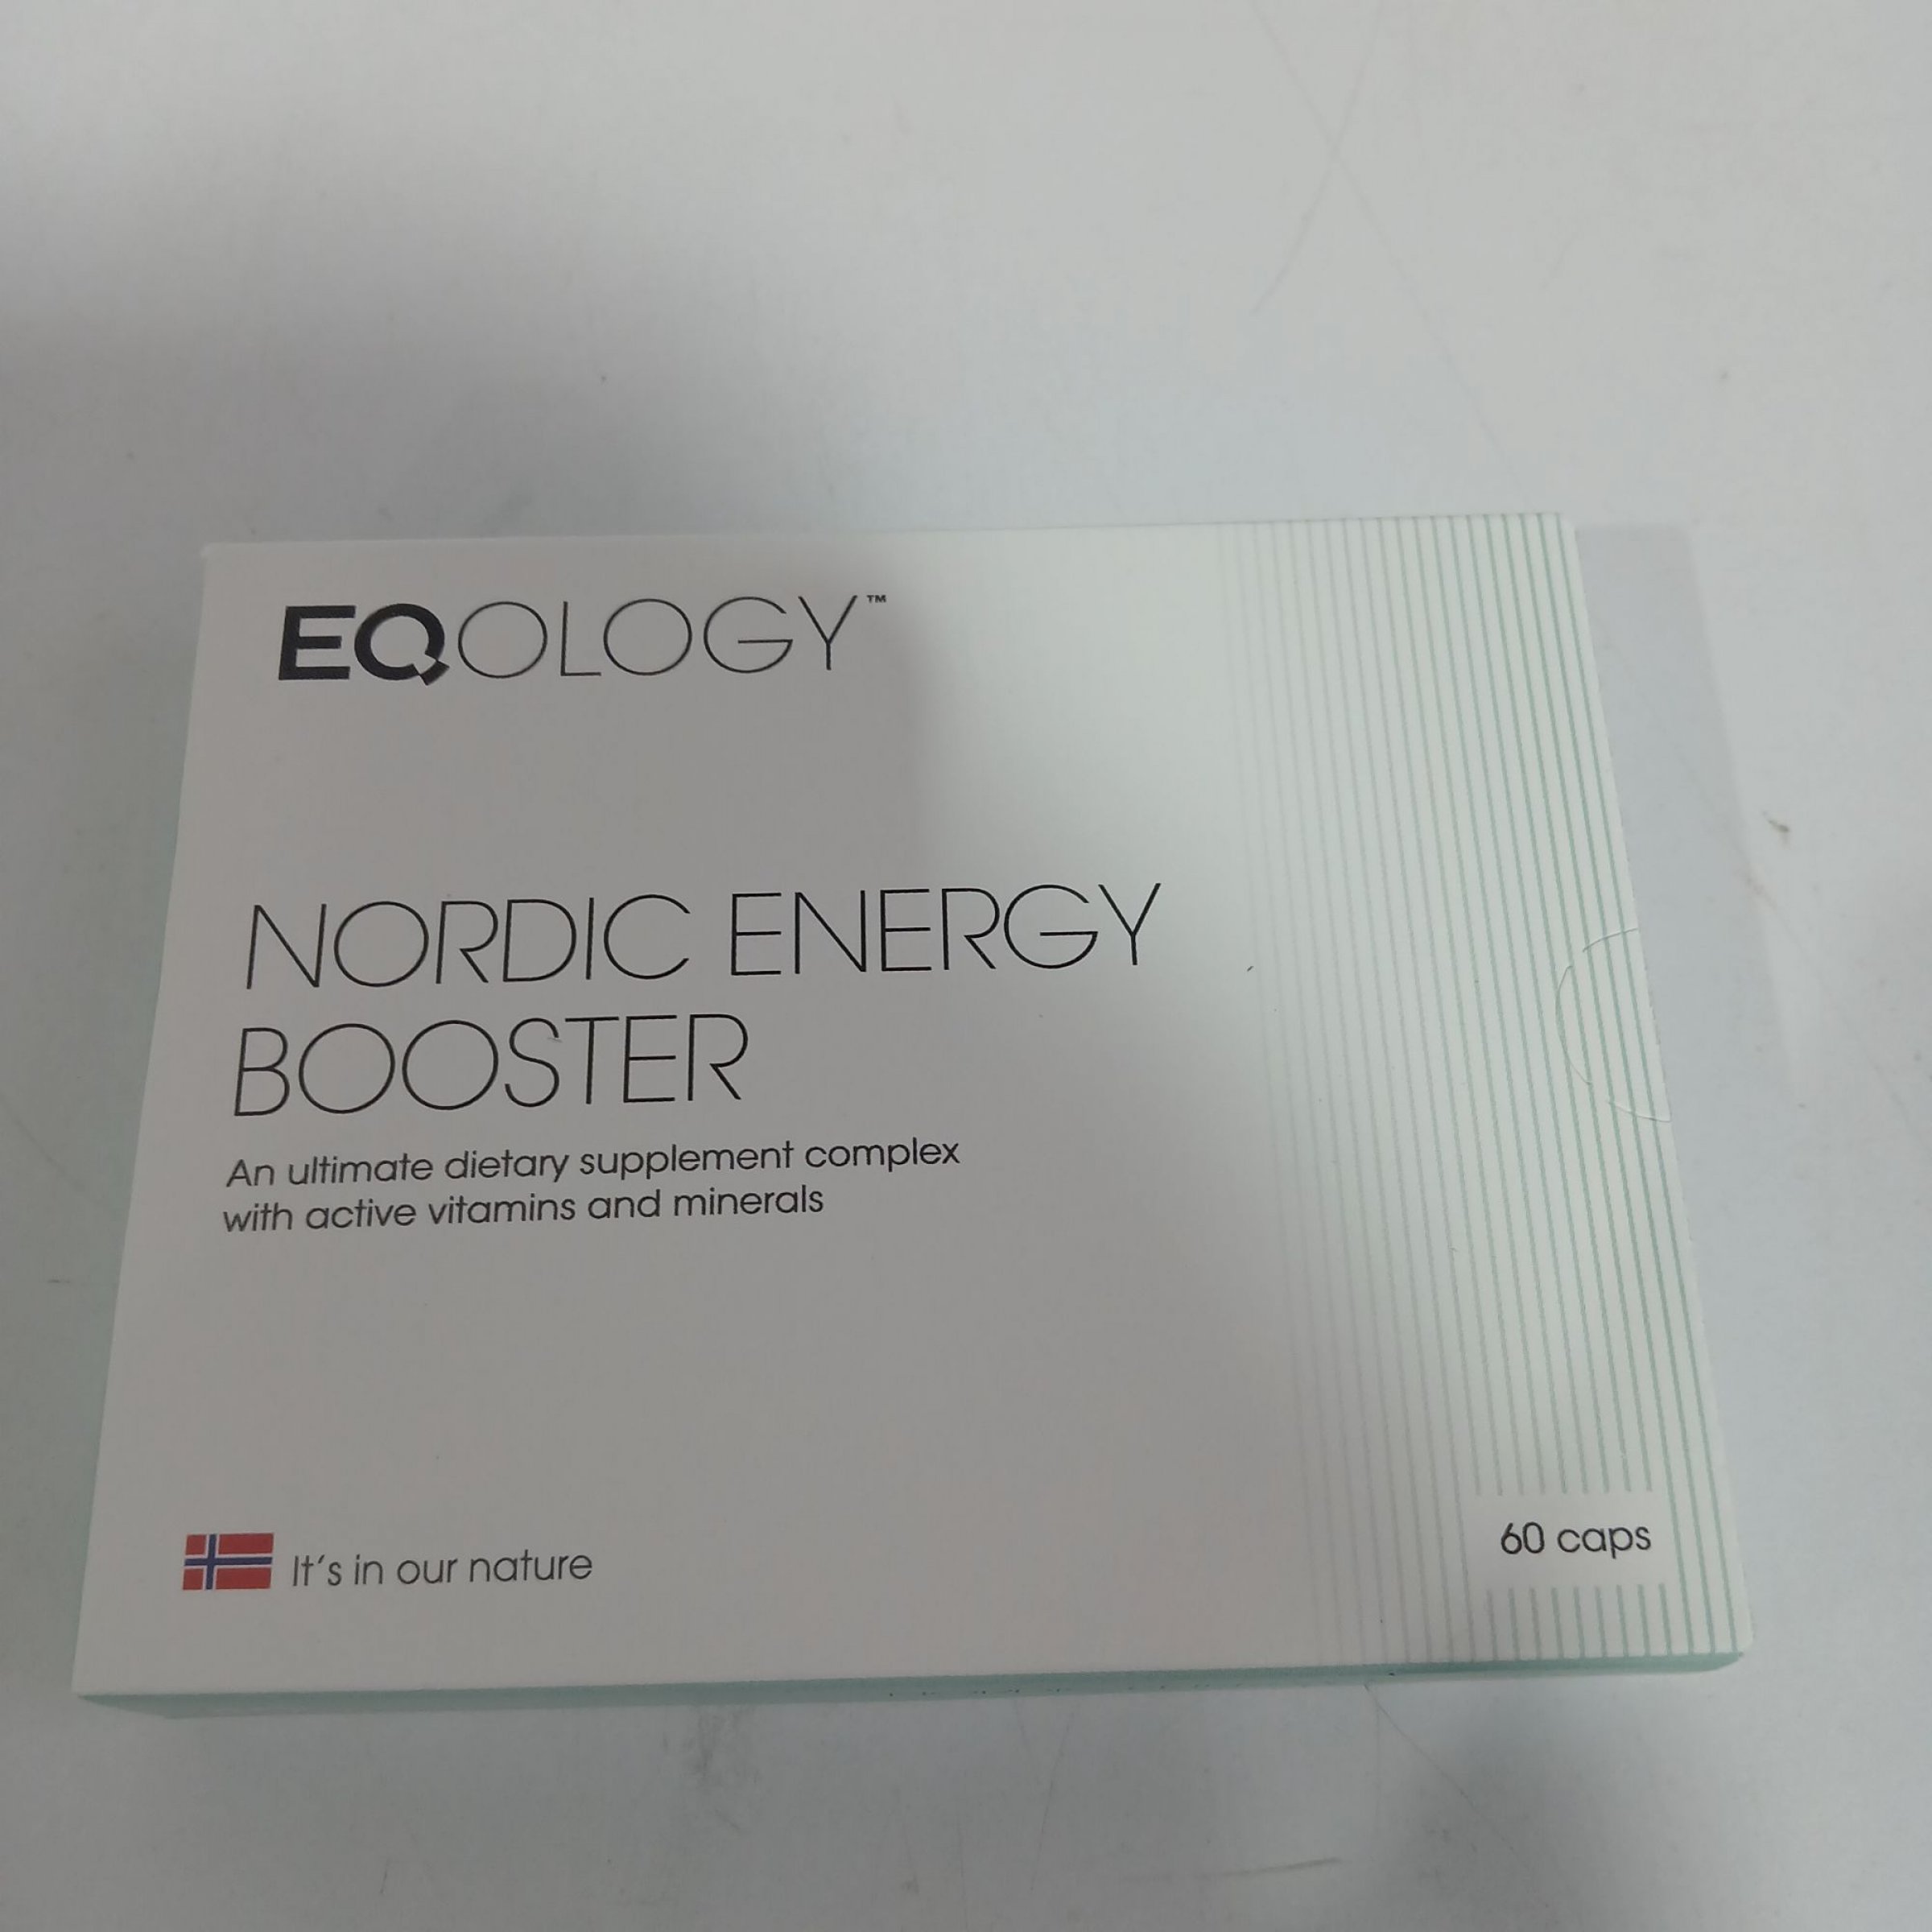 EQOLOGY™
NORDIC ENERGY
BOOSTER
An ultimate dietary supplement complex
with active vitamins and minerals
It's in our nature
60 caps